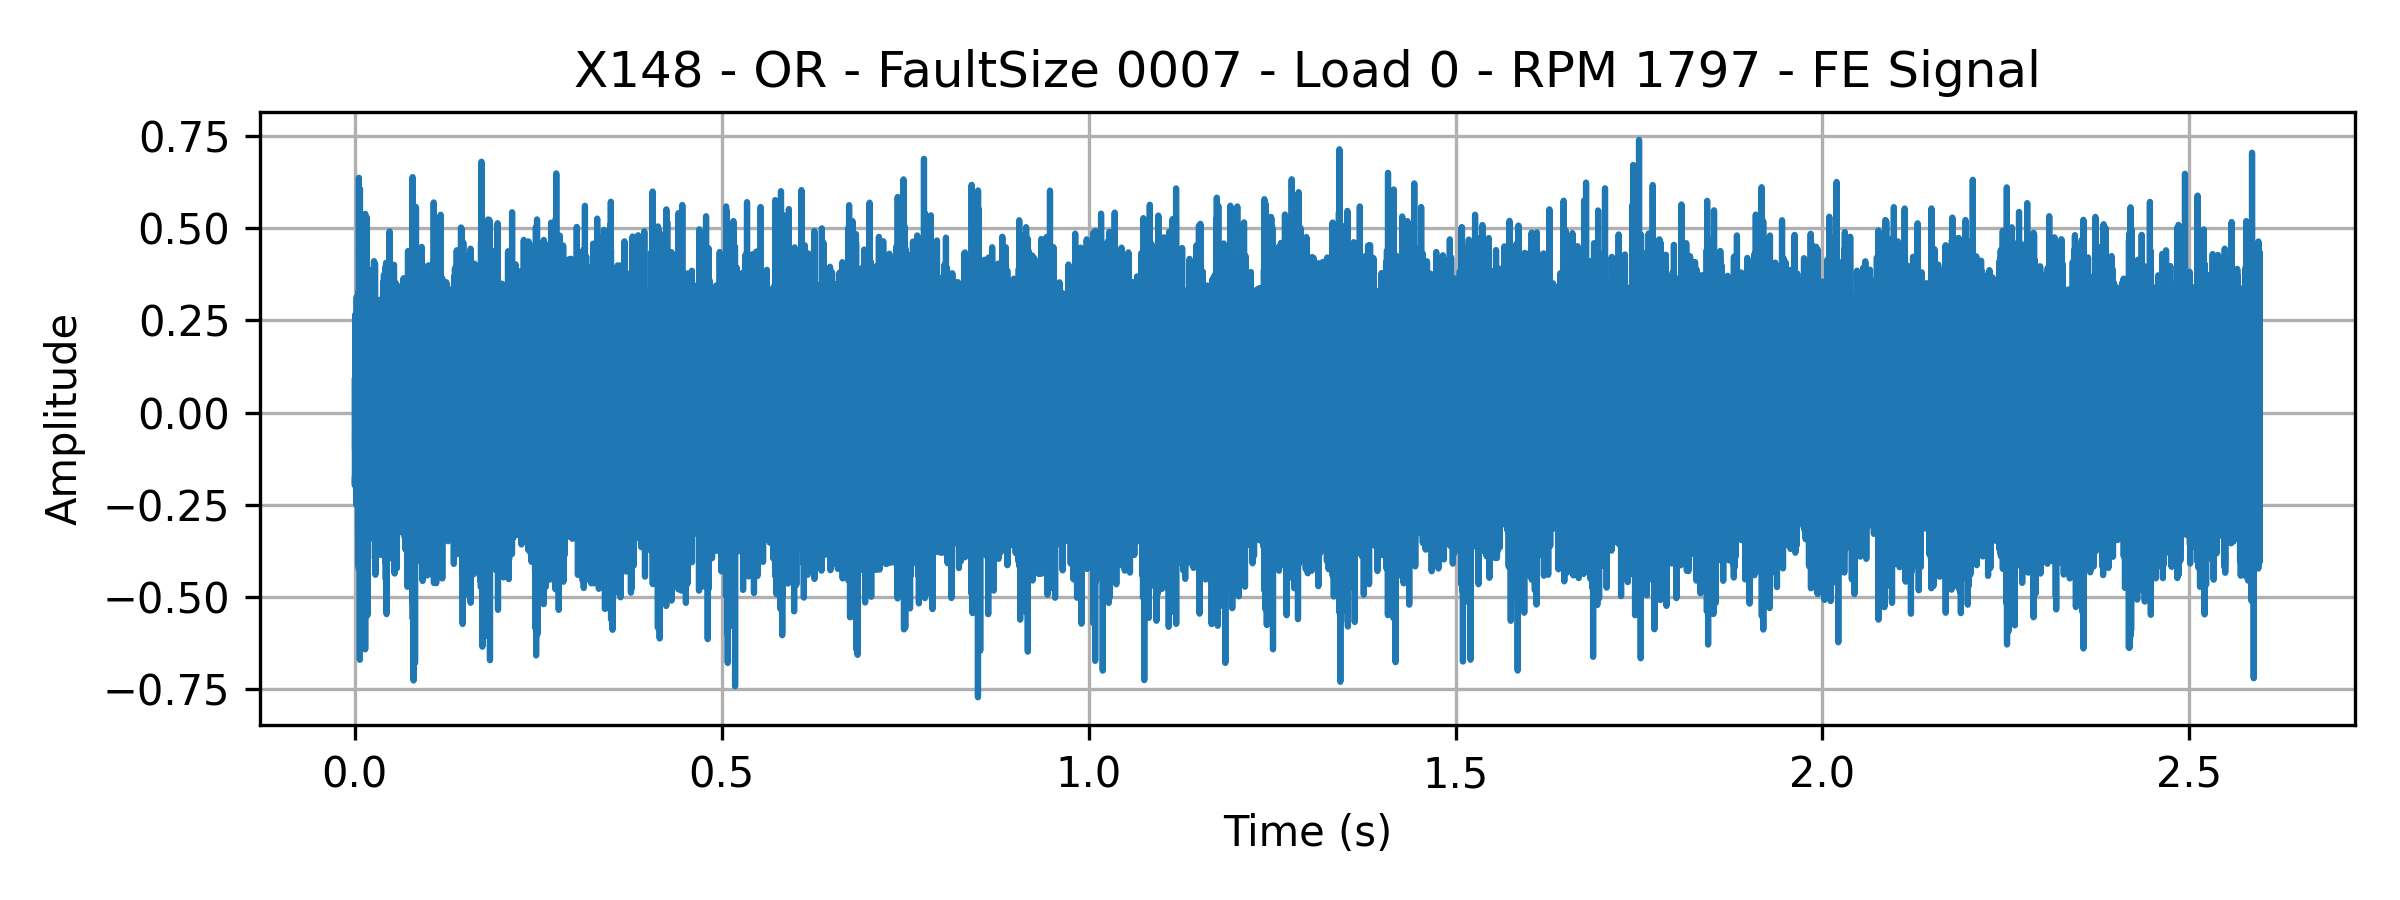 X148 - OR - FaultSize 0007 - Load 0 - RPM 1797 - FE Signal
0.75
0.50
0.25
0.00
−0.25
−0.50
−0.75
Amplitude
0.0 0.5 1.0 1.5 2.0 2.5
Time (s)